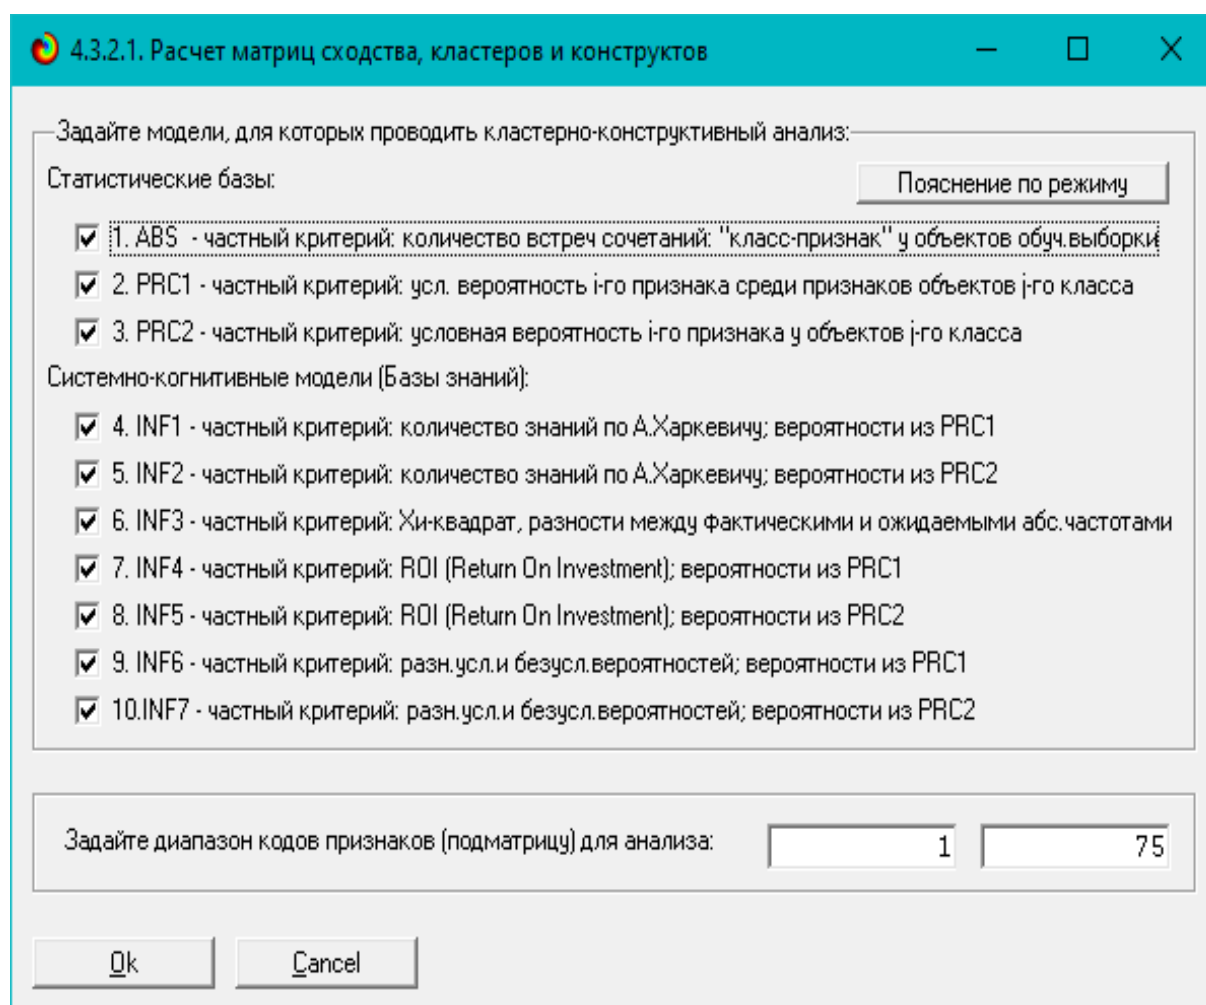 4.3.2.1. Расчет матриц сходства, кластеров и конструктов
Задайте модели, для которых проводить кластерно-конструктивный анализ:
Статистические базы:
Пояснение по режиму
1. ABS - частный критерий: количество встреч сочетаний: "класс-признак" у объектов обуч.выборки
2. PRC1 - частный критерий: усл. вероятность i-го признака среди признаков объектов j-го класса
3. PRC2 - частный критерий: условная вероятность i-го признака у объектов j-го класса
Системно-когнитивные модели (Базы знаний):
4. INF1 - частный критерий: количество знаний по А.Харкевичу; вероятности из PRC1
5. INF2 - частный критерий: количество знаний по А.Харкевичу; вероятности из PRC2
6. INF3 - частный критерий: Хи-квадрат, разности между фактическими и ожидаемыми абс.частотами
7. INF4 - частный критерий: ROI (Return On Investment); вероятности из PRC1
8. INF5 - частный критерий: ROI (Return On Investment); вероятности из PRC2
9. INF6 - частный критерий: разн.усл.и безусл.вероятностей; вероятности из PRC1
10.INF7 - частный критерий: разн.усл.и безусл.вероятностей; вероятности из PRC2
Задайте диапазон кодов признаков (подматрицу) для анализа: 1 75
Ok Cancel